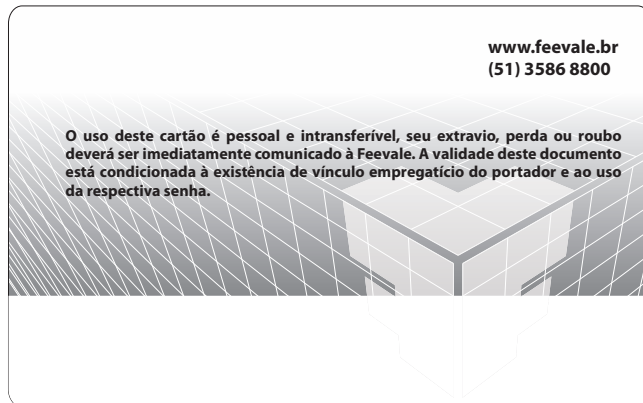 www.feevale.br
(51) 3586 8800
O uso deste cartão é pessoal e intransferível, seu extravio, perda ou roubo
deverá ser imediatamente comunicado à Feevale. A validade deste documento
está condicionada à existência de vínculo empregatício do portador e ao uso
da respectiva senha.